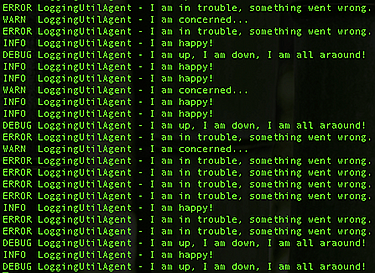 ERROR LoggingUtilAgent - I am in trouble, something went wrong.
WARN LoggingUtilAgent - I am concerned...
INFO LoggingUtilAgent - I am happy!
DEBUG LoggingUtilAgent - I am up, I am down, I am all araound!
INFO LoggingUtilAgent - I am happy!
INFO LoggingUtilAgent - I am happy!
WARN LoggingUtilAgent - I am concerned...
INFO LoggingUtilAgent - I am happy!
INFO LoggingUtilAgent - I am happy!
DEBUG LoggingUtilAgent - I am up, I am down, I am all araound!
ERROR LoggingUtilAgent - I am in trouble, something went wrong.
WARN LoggingUtilAgent - I am concerned...
ERROR LoggingUtilAgent - I am in trouble, something went wrong.
ERROR LoggingUtilAgent - I am in trouble, something went wrong.
ERROR LoggingUtilAgent - I am in trouble, something went wrong.
ERROR LoggingUtilAgent - I am in trouble, something went wrong.
INFO LoggingUtilAgent - I am happy!
ERROR LoggingUtilAgent - I am in trouble, something went wrong.
ERROR LoggingUtilAgent - I am in trouble, something went wrong.
DEBUG LoggingUtilAgent - I am up, I am down, I am all araound!
INFO LoggingUtilAgent - I am happy!
DEBUG LoggingUtilAgent - I am up, I am down, I am all araound!